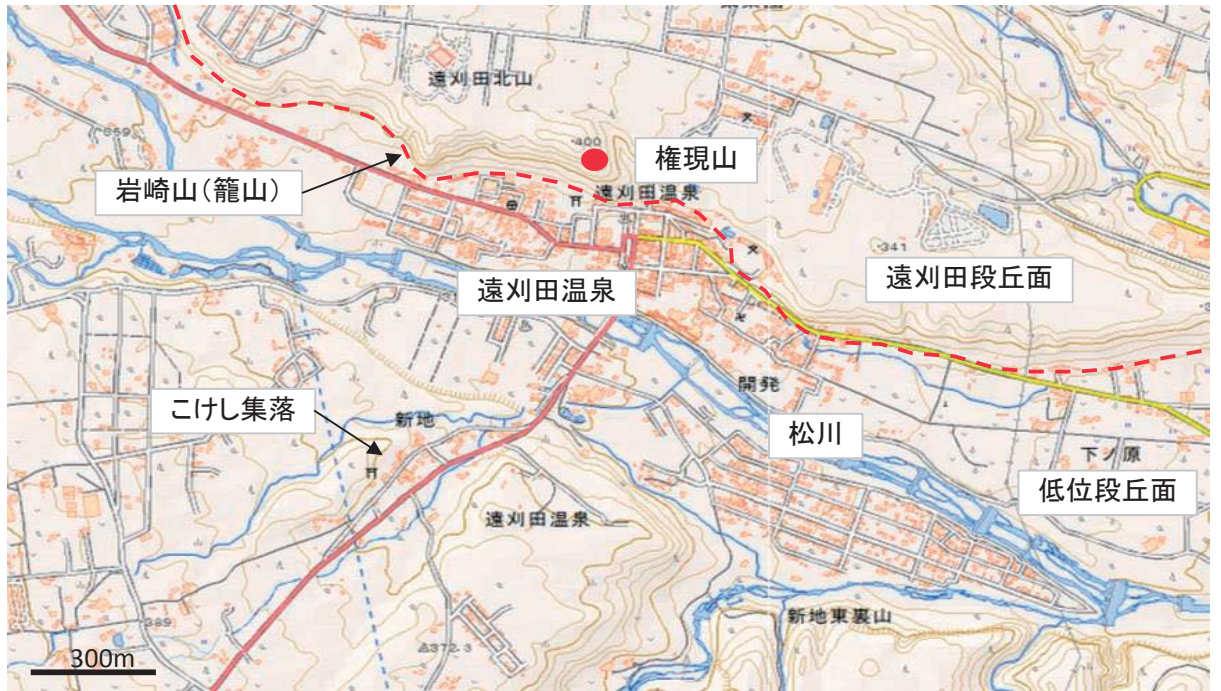 遠刈田北山
359
・400
権現山
岩崎山(籠山)
遠刈田温泉
・341
遠刈田段丘面
遠刈田温泉
開発
こけし集落
新地
松川
下ノ原
低位段丘面
遠刈田温泉
新地東裏山
389
372.3
300m